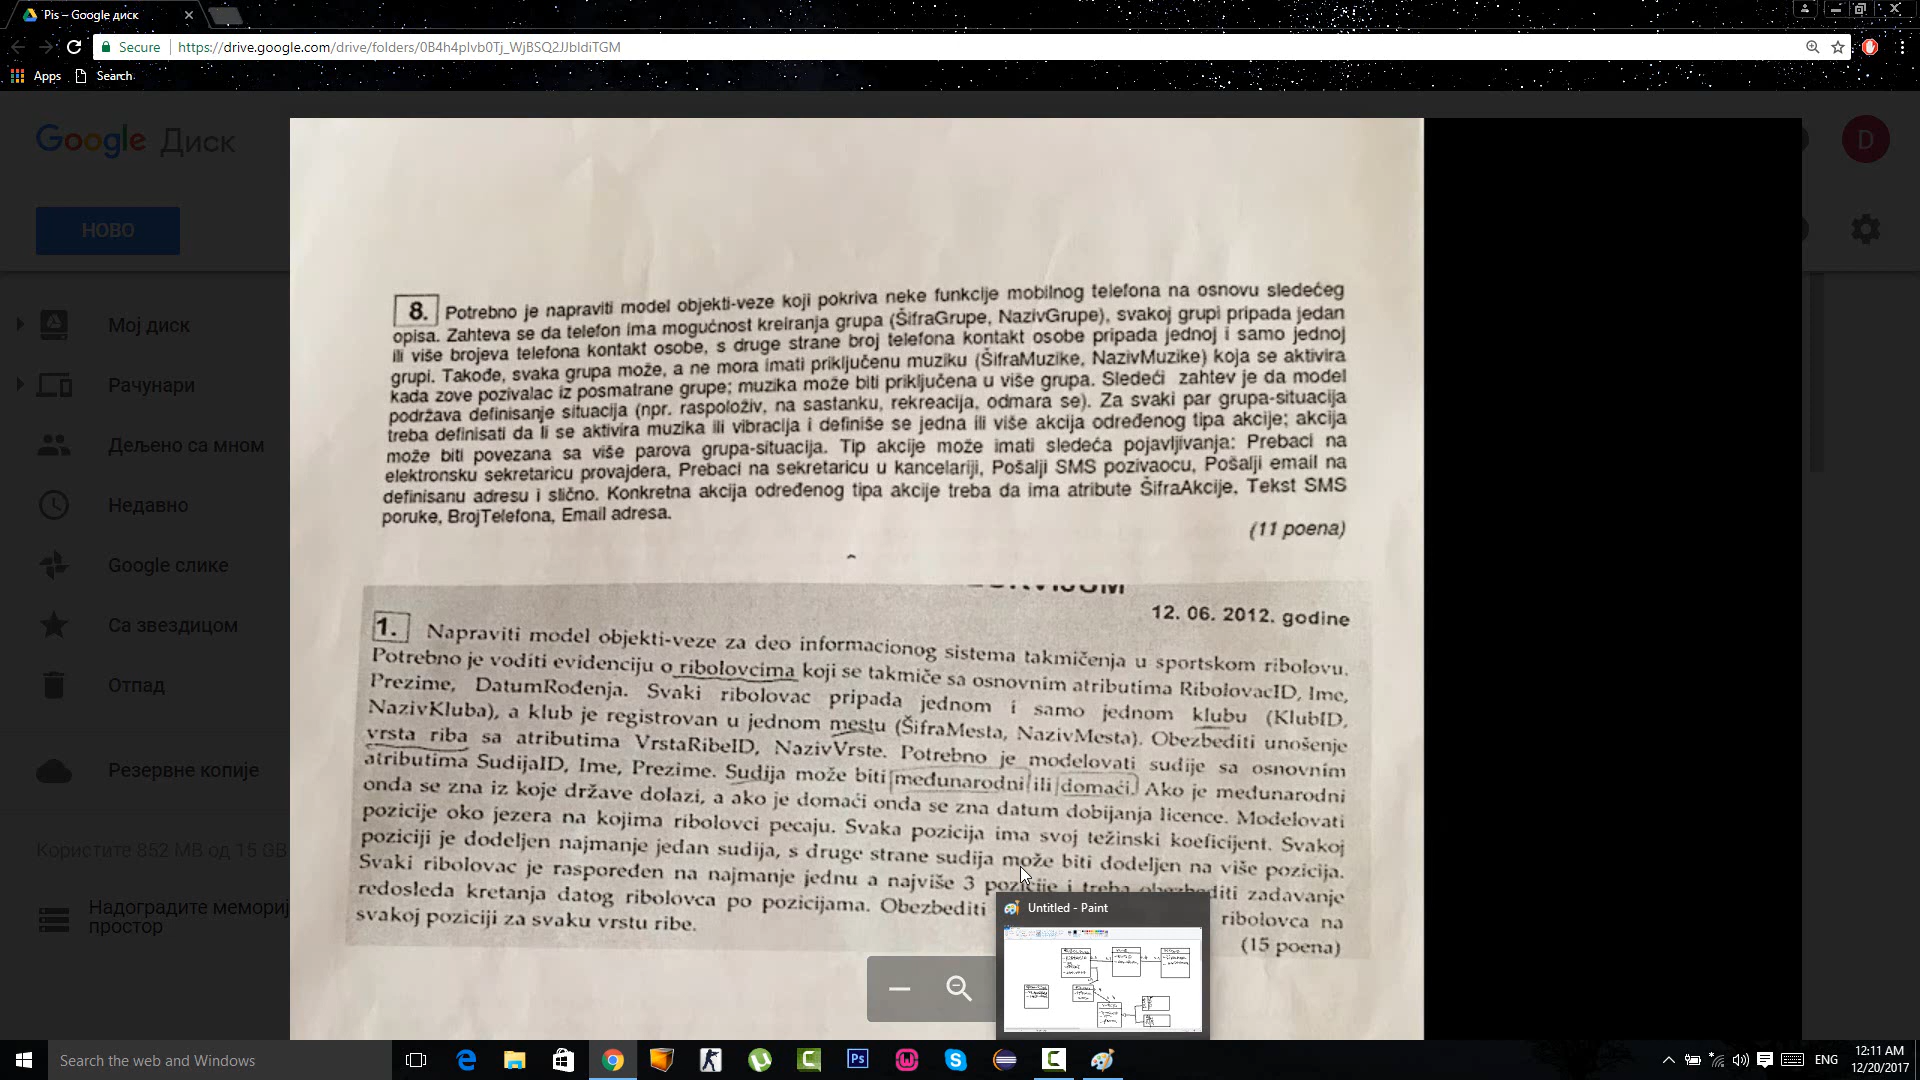 Pis – Google диск
Secure
https://drive.google.com/drive/folders/0B4h4plvb0Tj_WjBSQ2JJbldiTGM
Apps
Search
Google Диск
D
НОВО
Мој диск
Рачунари
Дељено са мном
Недавно
Google слике
Са звездицом
Отпад
Резервне копије
Користите 852 MB од 15 GB
Надоградите мемориј
простор
8. Potrebno je napraviti model objekti-veze koji pokriva neke funkcije mobilnog telefona na osnovu sledećeg
opisa. Zahteva se da telefon ima mogućnost kreiranja grupa (ŠifraGrupe, NazivGrupe), svakoj grupi pripada jedan
ili više brojeva telefona kontakt osobe, s druge strane broj telefona kontakt osobe pripada jednoj i samo jednoj
grupi. Takođe, svaka grupa može, a ne mora imati priključenu muziku (ŠifraMuzike, NazivMuzike) koja se aktivira
kada zove pozivalac iz posmatrane grupe; muzika može biti priključena u više grupa. Sledeći zahtev je da model
podržava definisanje situacija (npr. raspoloživ, na sastanku, rekreacija, odmara se). Za svaki par grupa-situacija
treba definisati da li se aktivira muzika ili vibracija i definiše se jedna ili više akcija određenog tipa akcije; akcija
može biti povezana sa više parova grupa-situacija. Tip akcije može imati sledeća pojavljivanja: Prebaci na
elektronsku sekretaricu provajdera, Prebaci na sekretaricu u kancelariji, Pošalji SMS pozivaocu, Pošalji email na
definisanu adresu i slično. Konkretna akcija određenog tipa akcije treba da ima atribute ŠifraAkcije, Tekst SMS
poruke, BrojTelefona, Email adresa.
(11 poena)
12. 06. 2012. godine
1. Napraviti model objekti-veze za deo informacionog sistema takmičenja u sportskom ribolovu.
Potrebno je voditi evidenciju o ribolovcima koji se takmiče sa osnovnim atributima RibolovacID, Ime,
Prezime, DatumRođenja. Svaki ribolovac pripada jednom i samo jednom klubu (KlubID,
NazivKluba), a klub je registrovan u jednom mestu (ŠifraMesta, NazivMesta). Obezbediti unošenje
vrsta riba sa atributima VrstaRibeID, NazivVrste. Potrebno je modelovati sudije sa osnovnim
atributima SudijaID, Ime, Prezime. Sudija može biti međunarodni ili domaći. Ako je međunarodni
onda se zna iz koje države dolazi, a ako je domaći onda se zna datum dobijanja licence. Modelovati
pozicije oko jezera na kojima ribolovci pecaju. Svaka pozicija ima svoj težinski koeficijent. Svakoj
poziciji je dodeljen najmanje jedan sudija, s druge strane sudija može biti dodeljen na više pozicija.
Svaki ribolovac je raspoređen na najmanje jednu a najviše 3 pozicije i treba obezbediti zadavanje
redosleda kretanja datog ribolovca po pozicijama. Obezbediti ribolovca na
svakoj poziciji za svaku vrstu ribe.
(15 poena)
Untitled - Paint
Search the web and Windows
ENG
12:11 AM
12/20/2017